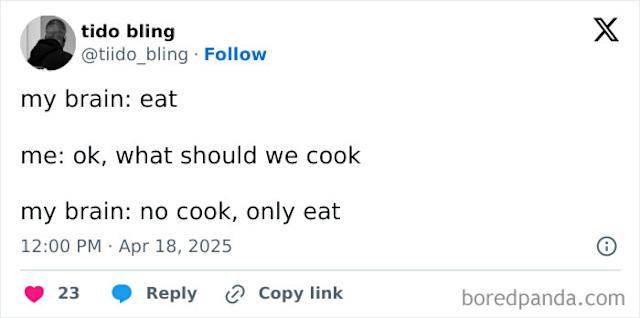 tido bling
@tiido_bling · Follow
my brain: eat
me: ok, what should we cook
my brain: no cook, only eat
12:00 PM · Apr 18, 2025
23 Reply Copy link
boredpanda.com